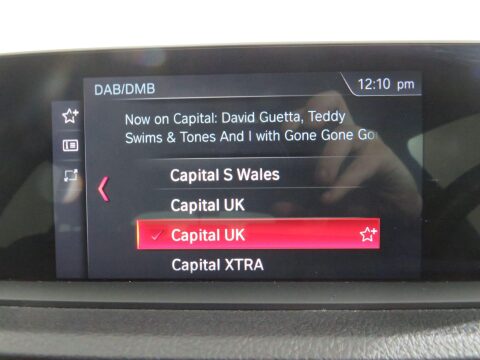 DAB/DMB
12:10 pm
Now on Capital: David Guetta, Teddy
Swims & Tones And I with Gone Gone Go
Capital S Wales
Capital UK
Capital UK
Capital XTRA